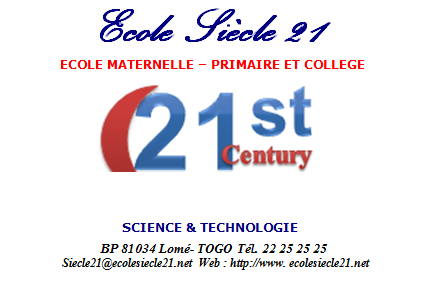 Ecole Siècle 21
ECOLE MATERNELLE – PRIMAIRE ET COLLEGE
21st
Century
SCIENCE & TECHNOLOGIE
BP 81034 Lomé- TOGO Tél. 22 25 25 25
Siecle21@ecolesiecle21.net Web : http://www. ecolesiecle21.net